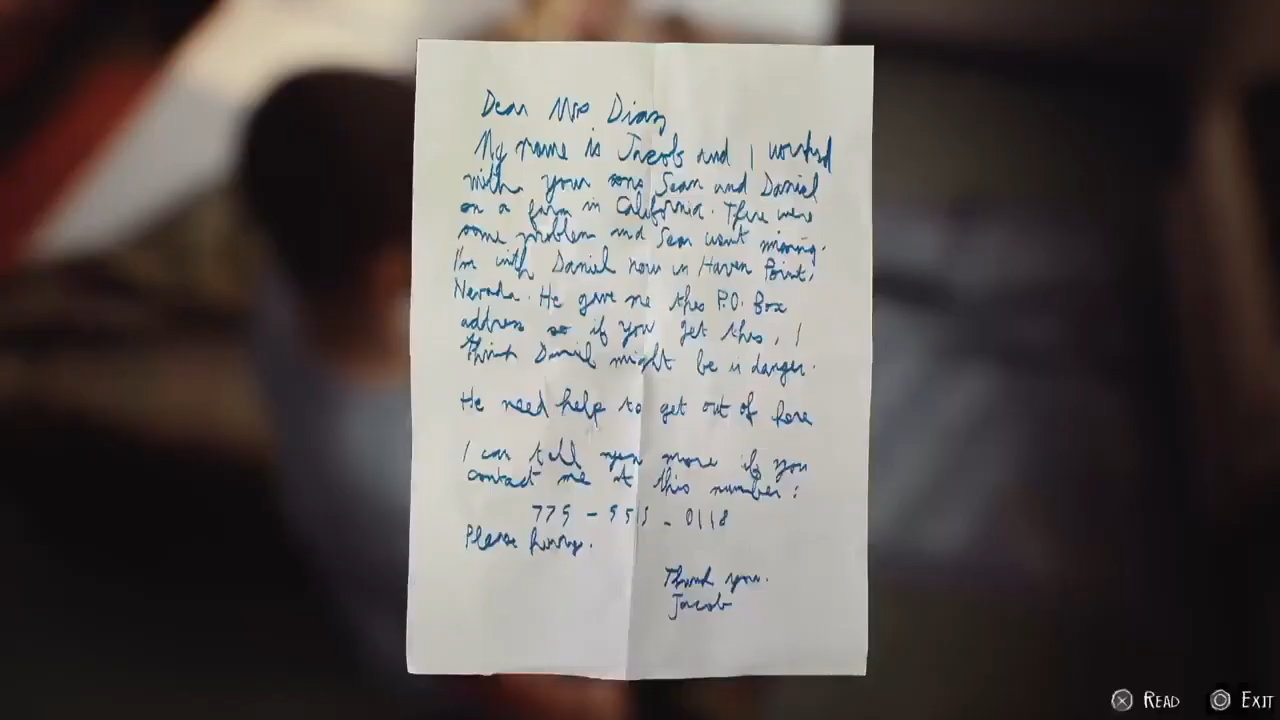 Dear Mrs Diaz
My name is Jacob and I worked
with your sons Sean and Daniel
on a farm in California. There were
some problem and Sean went missing.
I'm with Daniel now in Haven Point,
Nevada. He gave me this P.O. Box
address so if you get this, I
think Daniel might be in danger.
He need help to get out of here
I can tell you more if you
contact me at this number:
775-555-0118
Please hurry.
Thank you.
Jacob
READ EXIT